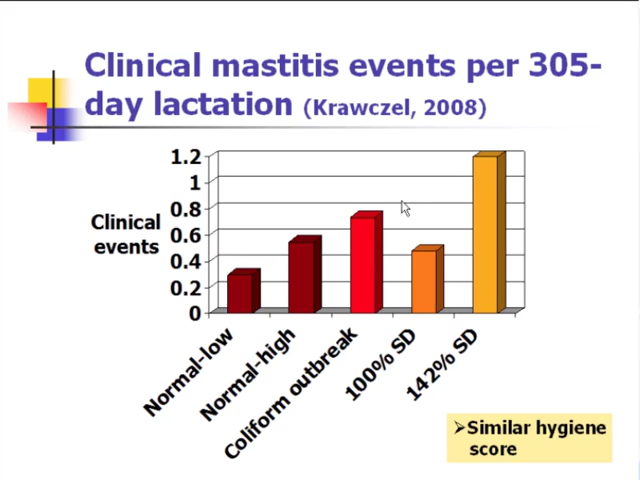 Clinical mastitis events per 305-
day lactation (Krawczel, 2008)
1.2
1
0.8
0.6
0.4
0.2
0
Clinical
events
Normal-low
Normal-high
Coliform outbreak
100% SD
142% SD
➢Similar hygiene
score